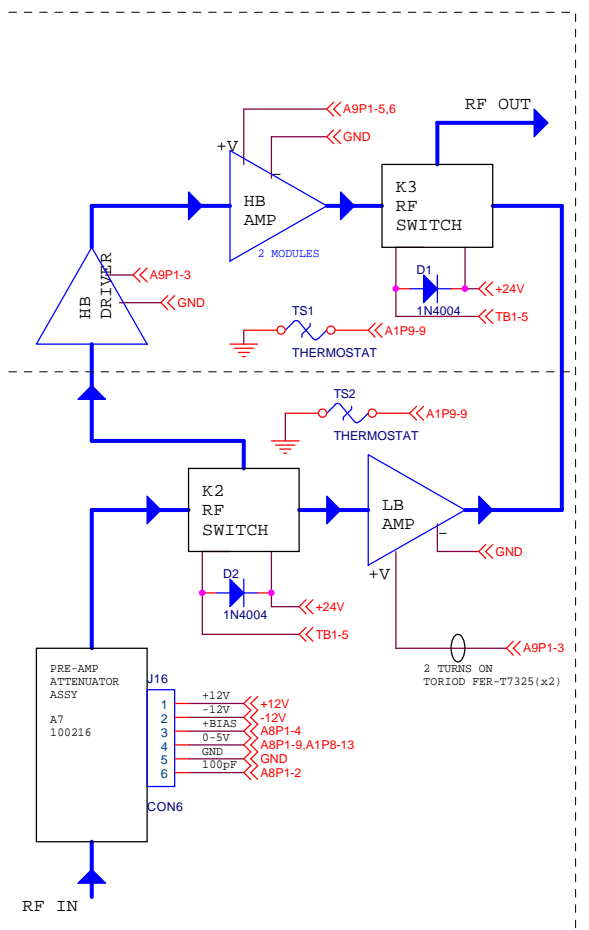 RF OUT
A9P1-5,6
GND
+V
HB
AMP
2 MODULES
K3
RF
SWITCH
HB
DRIVER
A9P1-3
GND
D1
1N4004
+24V
TB1-5
TS1
A1P9-9
THERMOSTAT
TS2
A1P9-9
THERMOSTAT
K2
RF
SWITCH
LB
AMP
+V
GND
D2
1N4004
+24V
TB1-5
A9P1-3
2 TURNS ON
TORIOD FER-T7325(x2)
PRE-AMP
ATTENUATOR
ASSY
A7
100216
J16
1 +12V +12V
2 -12V -12V
3 +BIAS A8P1-4
4 0-5V A8P1-9,A1P8-13
5 GND GND
6 100pF A8P1-2
CON6
RF IN